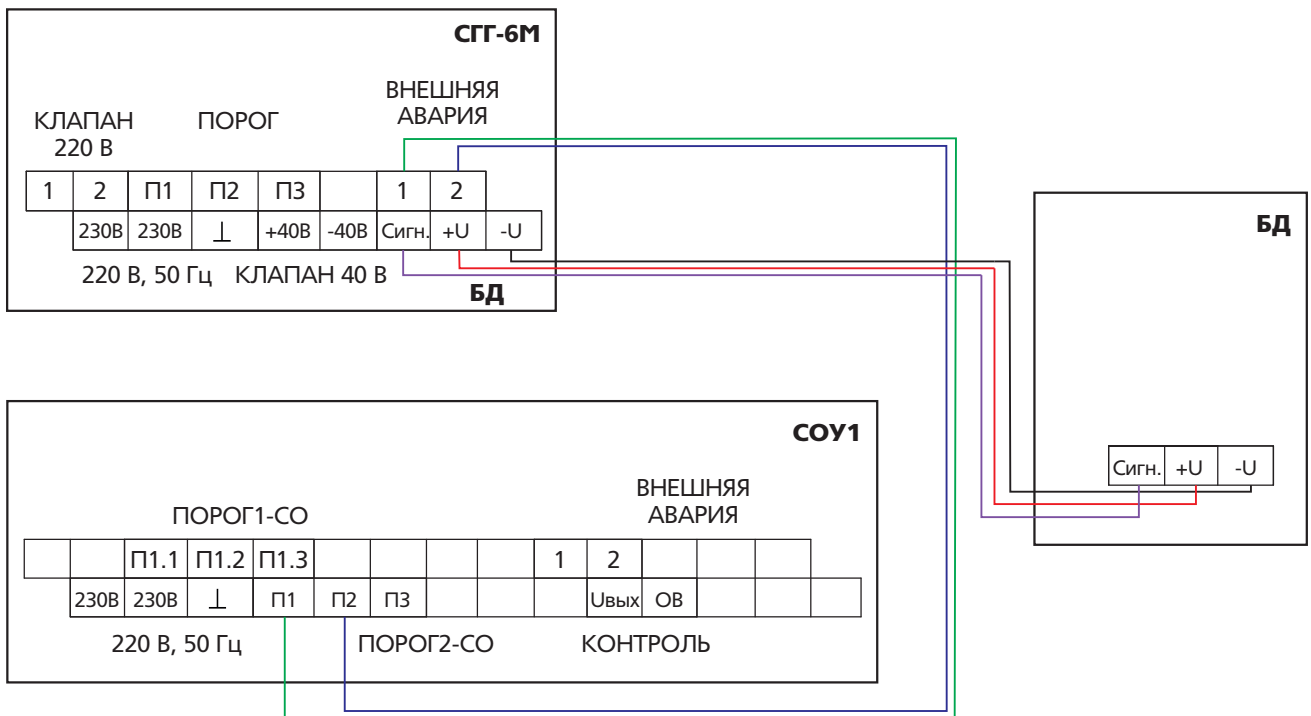 СГГ-6М
ВНЕШНЯЯ
АВАРИЯ
КЛАПАН
220 В
ПОРОГ
1 2 П1 П2 П3 1 2
230В 230В ⊥ +40В -40В Сигн. +U -U
220 В, 50 Гц КЛАПАН 40 В
БД
БД
Сигн. +U -U
СОУ1
ВНЕШНЯЯ
АВАРИЯ
ПОРОГ1-СО
П1.1 П1.2 П1.3 1 2
230В 230В ⊥ П1 П2 П3 Uвых ОВ
220 В, 50 Гц ПОРОГ2-СО КОНТРОЛЬ